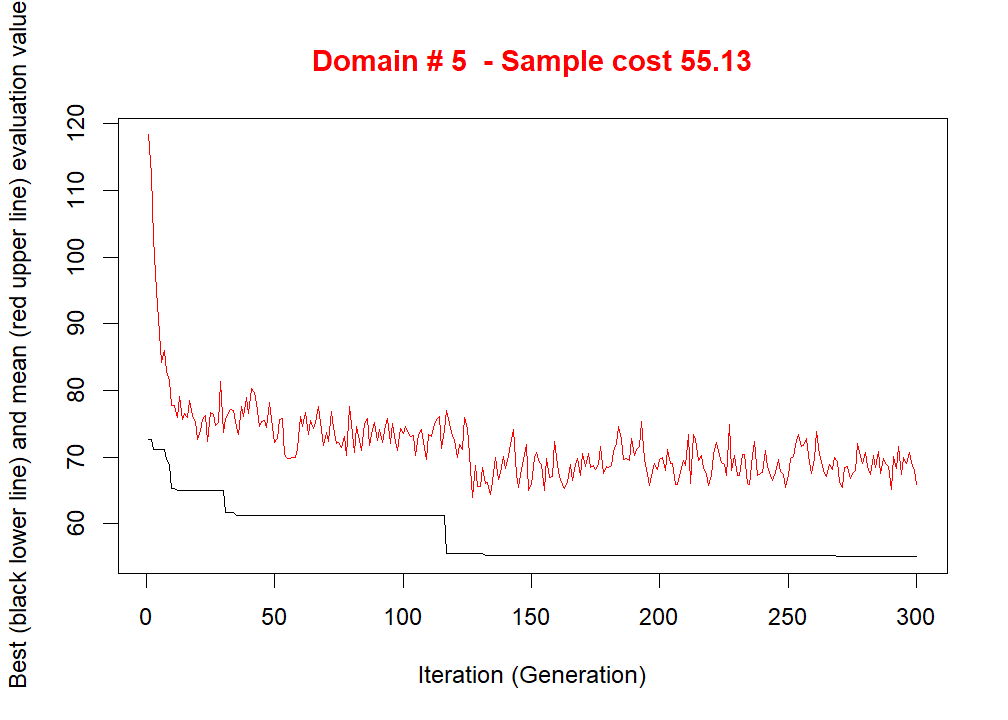 Domain # 5  - Sample cost 55.13
Best (black lower line) and mean (red upper line) evaluation value
120
110
100
90
80
70
60
0 50 100 150 200 250 300
Iteration (Generation)